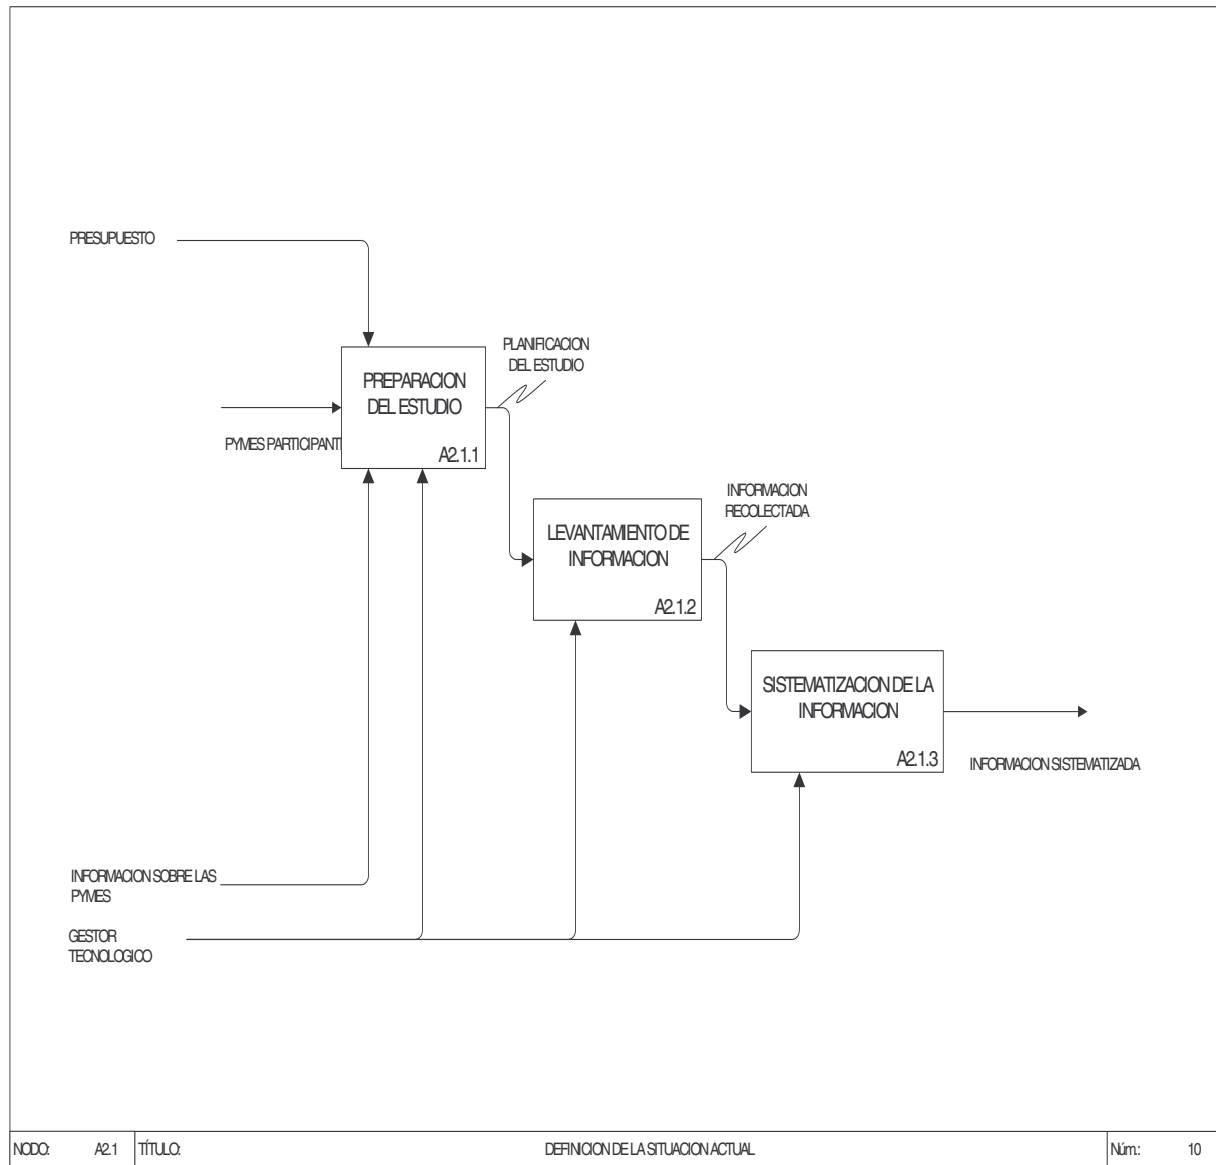 PRESUPUESTO
PLANIFICACION
DEL ESTUDIO
PREPARACION
DEL ESTUDIO
A2.1.1
PYMES PARTICIPANT
INFORMACION
RECOLECTADA
LEVANTAMIENTO DE
INFORMACION
A2.1.2
SISTEMATIZACION DE LA
INFORMACION
A2.1.3
INFORMACION SISTEMATIZADA
INFORMACION SOBRE LAS
PYMES
GESTOR
TECNOLOGICO
NODO: A2.1 TÍTULO: DEFINICION DE LA SITUACION ACTUAL Núm.: 10